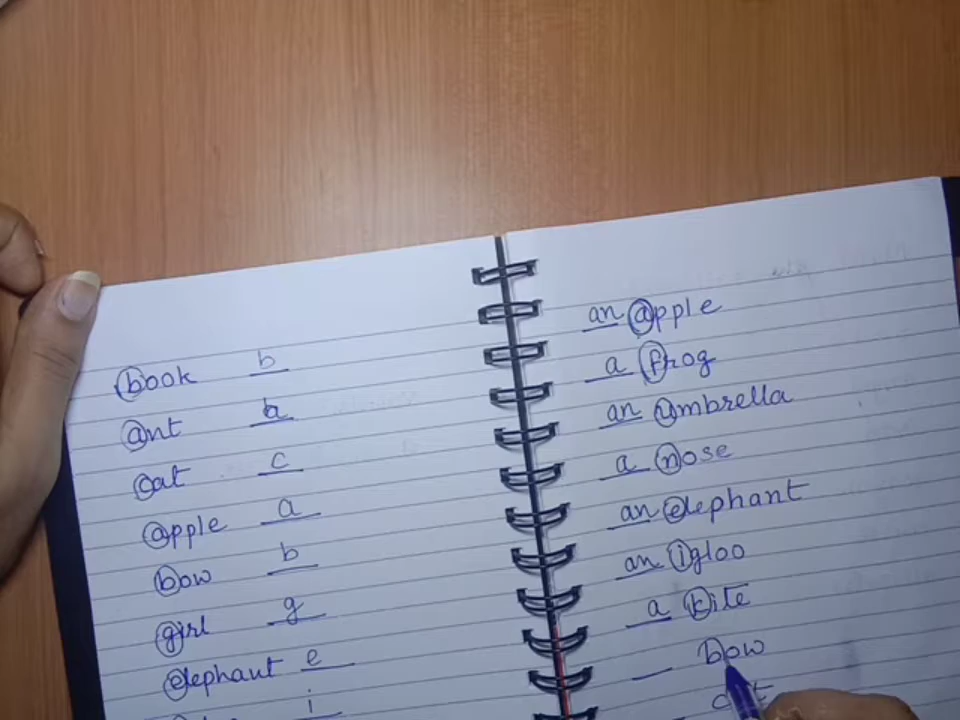 book b
ant a
cat c
apple a
bow b
girl g
elephant e
i
an apple
a frog
an umbrella
a nose
an elephant
an igloo
a kite
bow